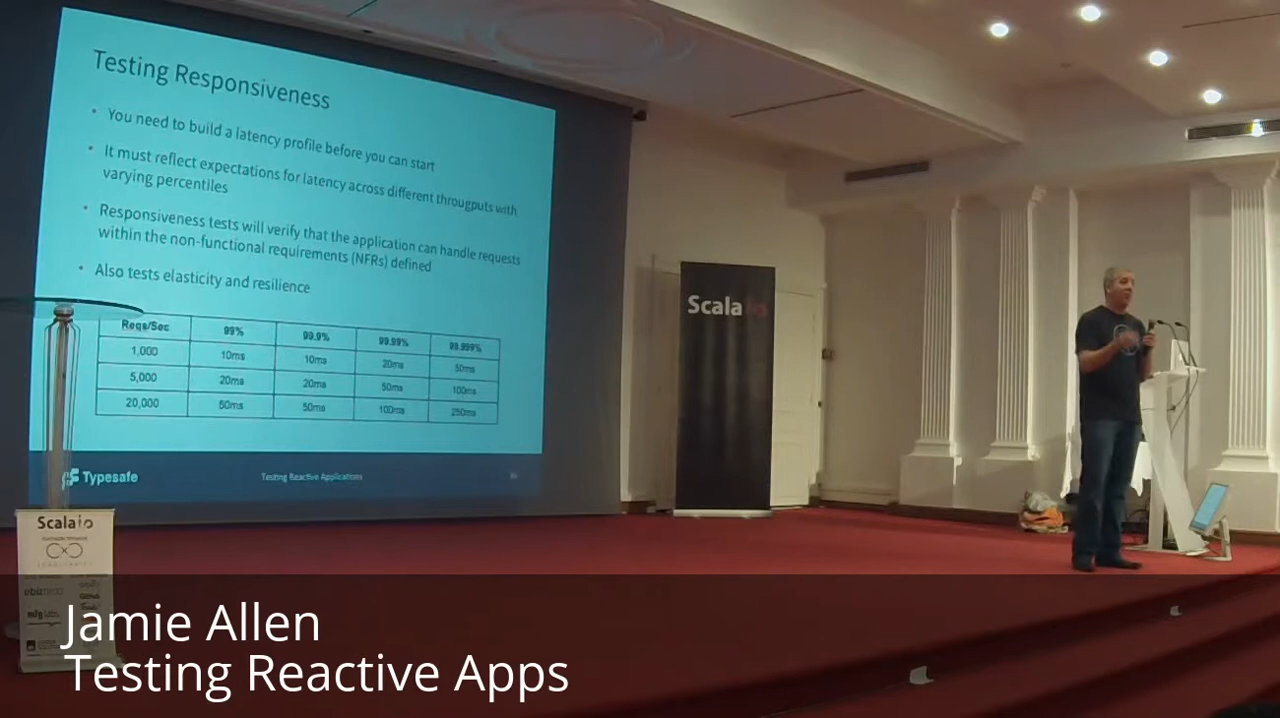 Testing Responsiveness
• You need to build a latency profile before you can start
• It must reflect expectations for latency across different througputs with
varying percentiles
• Responsiveness tests will verify that the application can handle requests
within the non-functional requirements (NFRs) defined
• Also tests elasticity and resilience
Reqs/Sec 99% 99.9% 99.99% 99.999%
1,000 10ms 10ms 20ms 50ms
5,000 20ms 20ms 50ms 100ms
20,000 50ms 50ms 100ms 250ms
Typesafe
Testing Reactive Applications
Scala io
Scala io
Jamie Allen
Testing Reactive Apps